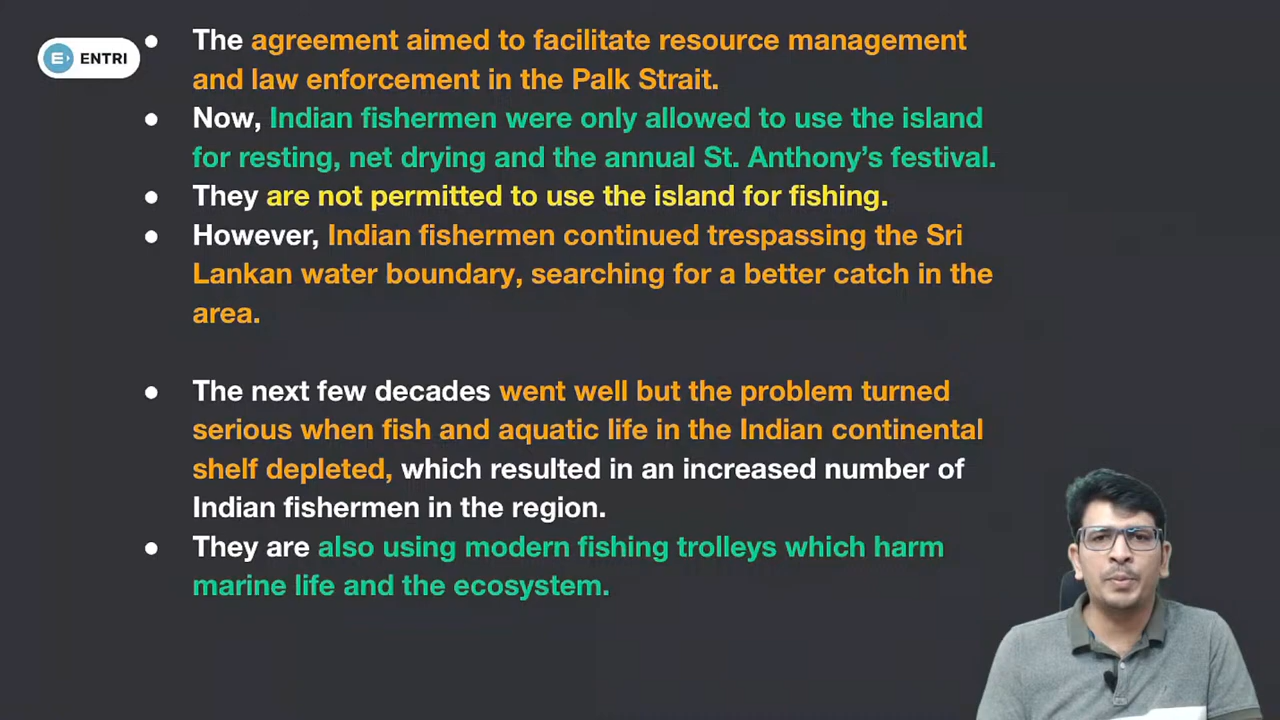 ENTRI
● The agreement aimed to facilitate resource management
and law enforcement in the Palk Strait.
● Now, Indian fishermen were only allowed to use the island
for resting, net drying and the annual St. Anthony's festival.
● They are not permitted to use the island for fishing.
● However, Indian fishermen continued trespassing the Sri
Lankan water boundary, searching for a better catch in the
area.
● The next few decades went well but the problem turned
serious when fish and aquatic life in the Indian continental
shelf depleted, which resulted in an increased number of
Indian fishermen in the region.
● They are also using modern fishing trolleys which harm
marine life and the ecosystem.